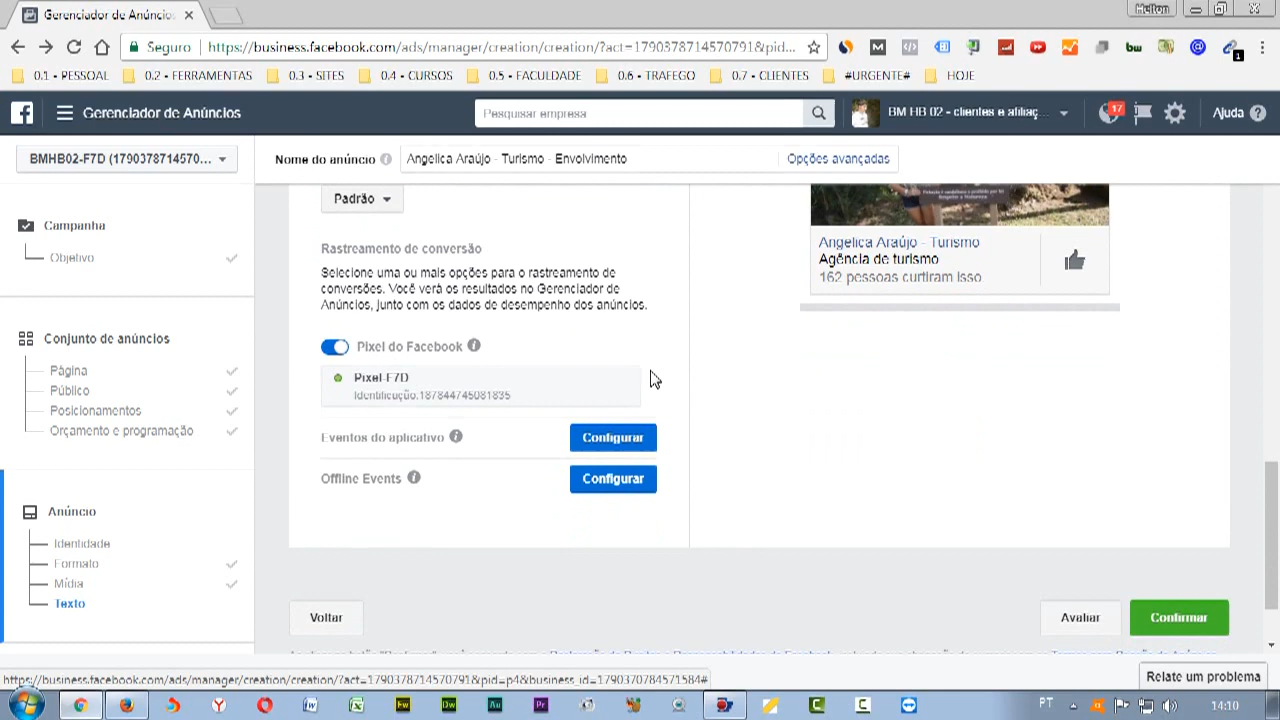 Gerenciador de Anúncios
Helton
Seguro
https://business.facebook.com/ads/manager/creation/creation/?act=1790378714570791&pid...
0.1 - PESSOAL
0.2 - FERRAMENTAS
0.3 - SITES
0.4 - CURSOS
0.5 - FACULDADE
0.6 - TRAFEGO
0.7 - CLIENTES
#URGENTE#
HOJE
Gerenciador de Anúncios
Pesquisar empresa
BM HB 02 - clientes e afiliaç...
17
Ajuda
BMHB02-F7D (1790378714570...
Nome do anúncio
Angelica Araújo - Turismo - Envolvimento
Opções avançadas
Campanha
Objetivo
Conjunto de anúncios
Página
Público
Posicionamentos
Orçamento e programação
Anúncio
Identidade
Formato
Mídia
Texto
Padrão
Rastreamento de conversão
Selecione uma ou mais opções para o rastreamento de
conversões. Você verá os resultados no Gerenciador de
Anúncios, junto com os dados de desempenho dos anúncios.
Pixel do Facebook
Pixel-F7D
Identificação:187844745081835
Eventos do aplicativo
Configurar
Offline Events
Configurar
Angelica Araújo - Turismo
Agência de turismo
162 pessoas curtiram isso
Voltar
Avaliar
Confirmar
https://business.facebook.com/ads/manager/creation/creation/?act=1790378714570791&pid=p4&business_id=1790370784571584#
Relate um problema
PT
14:10